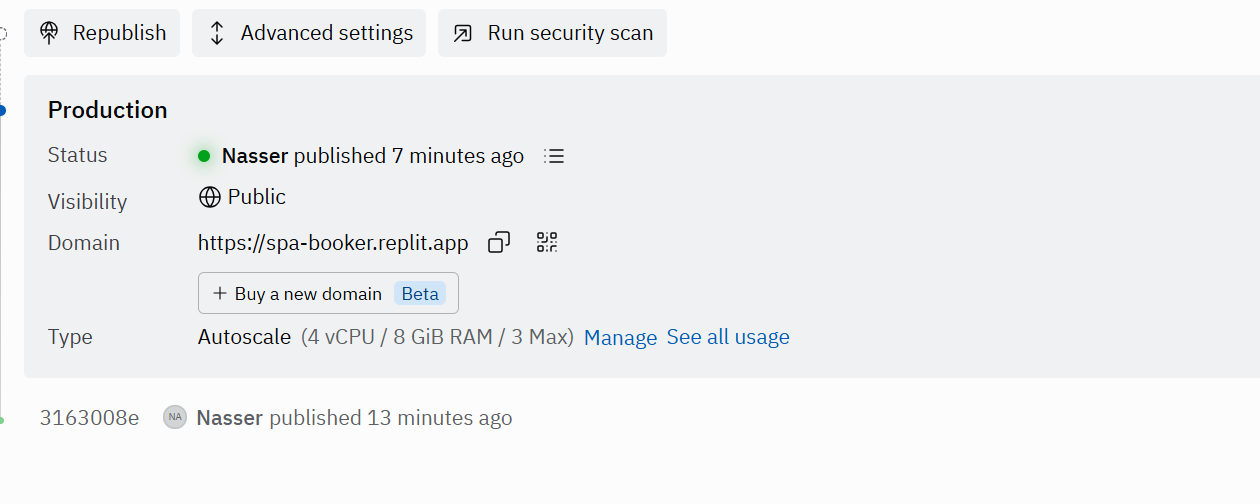 Republish Advanced settings Run security scan
Production
Status Nasser published 7 minutes ago
Visibility Public
Domain https://spa-booker.replit.app
Buy a new domain Beta
Type Autoscale (4 vCPU / 8 GiB RAM / 3 Max) Manage See all usage
3163008e NA Nasser published 13 minutes ago